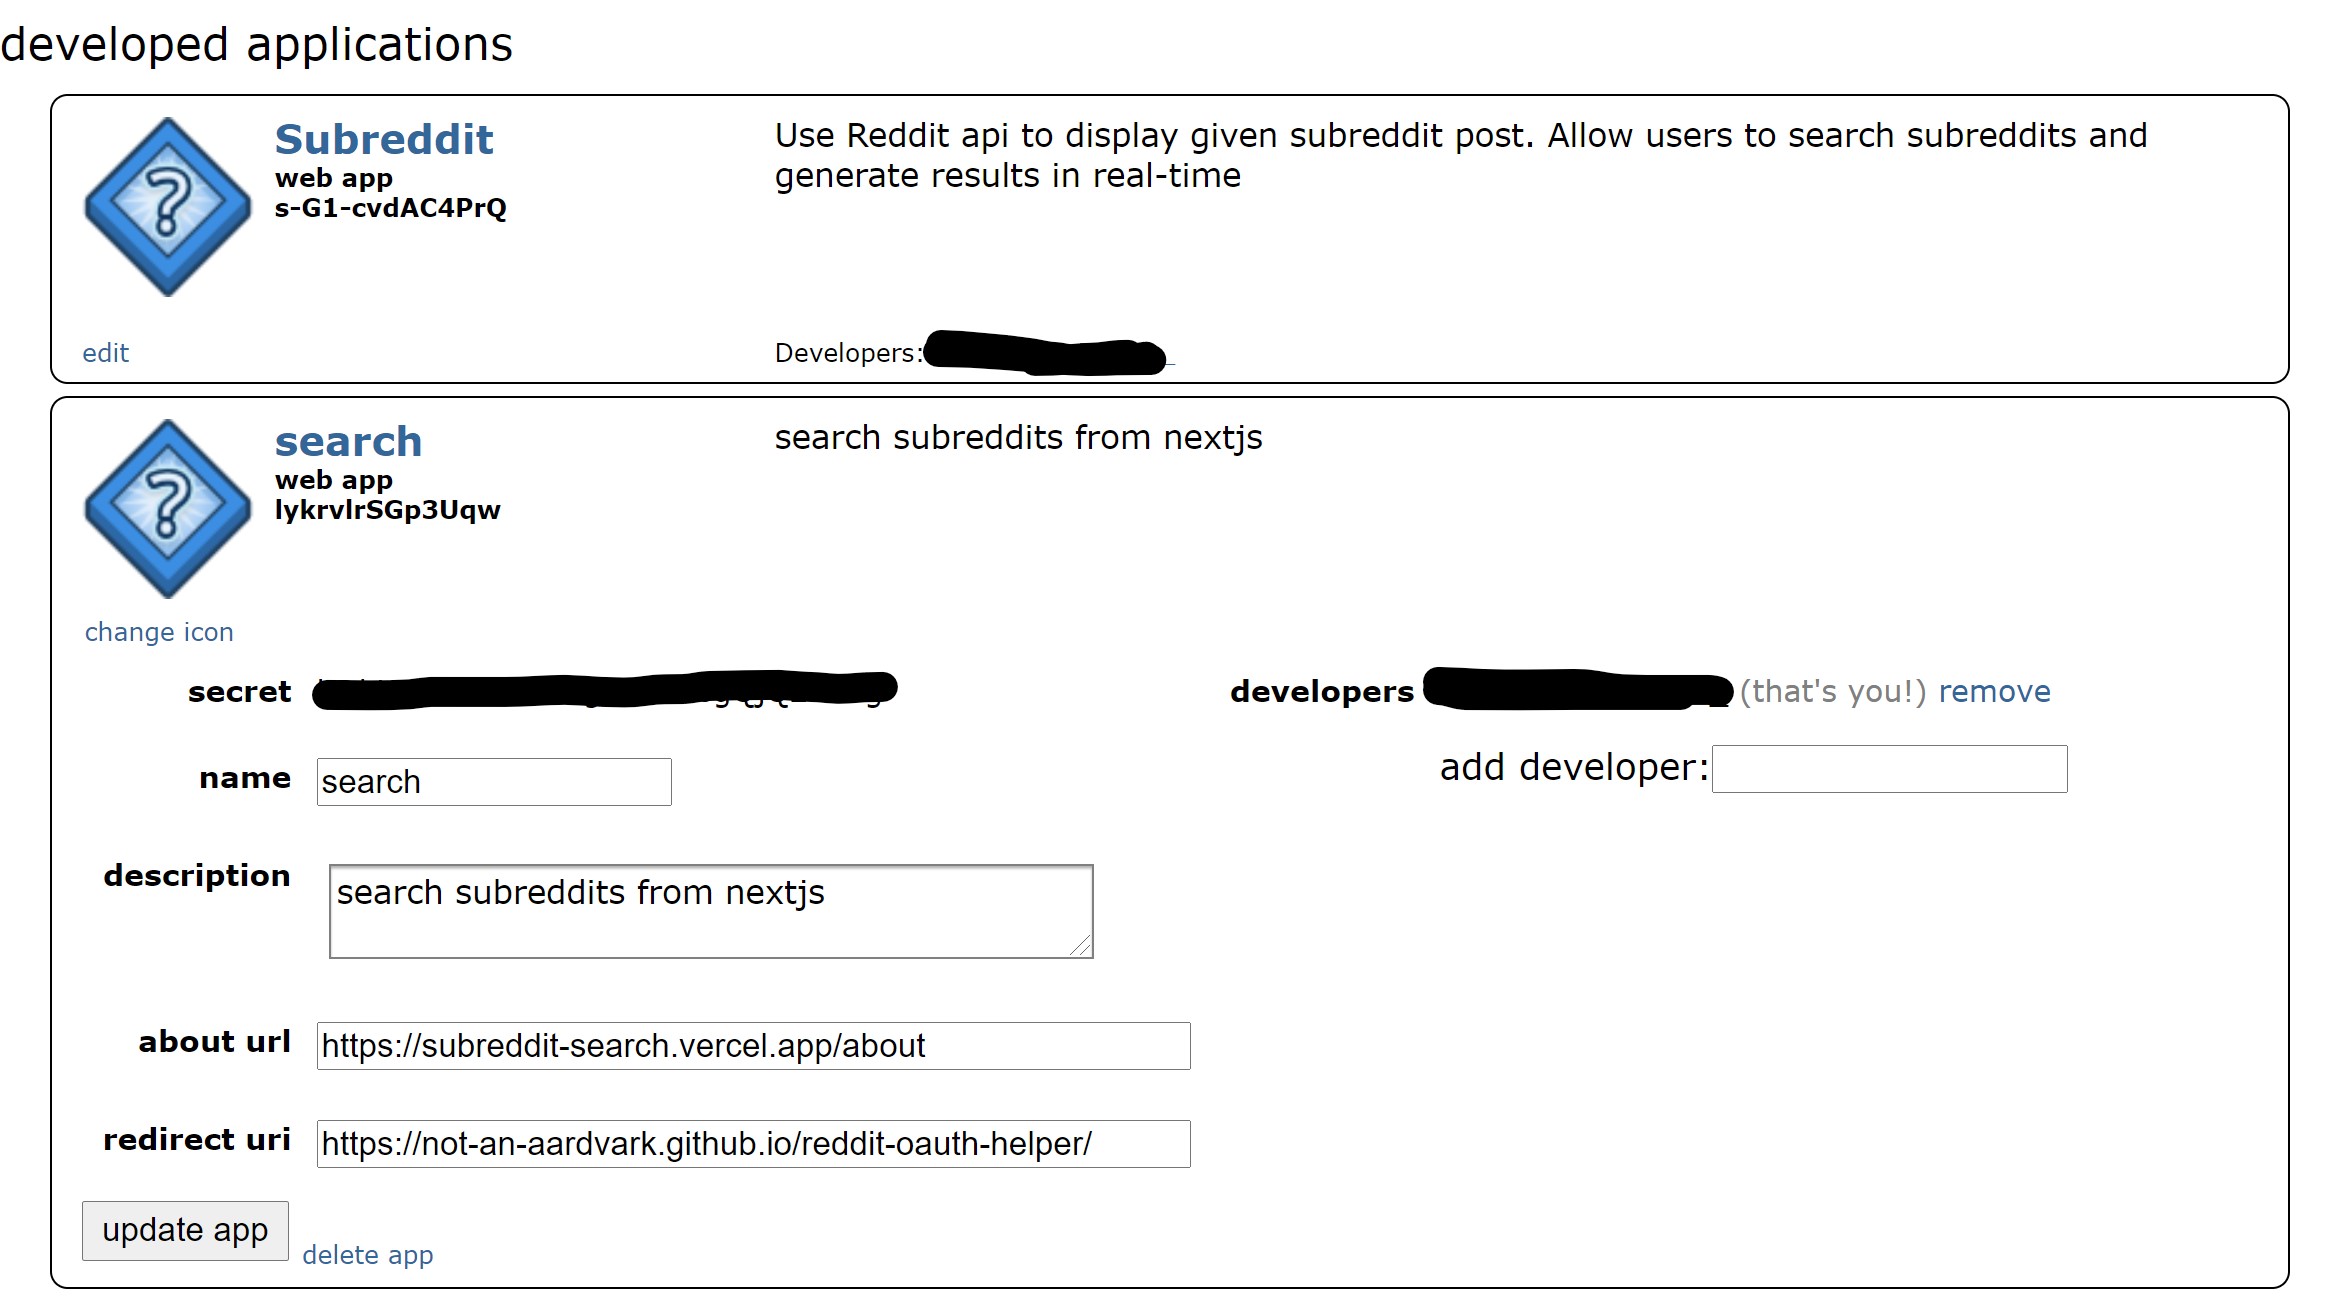 developed applications
Subreddit
web app
s-G1-cvdAC4PrQ
Use Reddit api to display given subreddit post. Allow users to search subreddits and
generate results in real-time
edit
Developers:
search
web app
lykrvlrSGp3Uqw
search subreddits from nextjs
change icon
secret
developers (that's you!) remove
add developer:
name search
description search subreddits from nextjs
about url https://subreddit-search.vercel.app/about
redirect uri https://not-an-aardvark.github.io/reddit-oauth-helper/
update app delete app